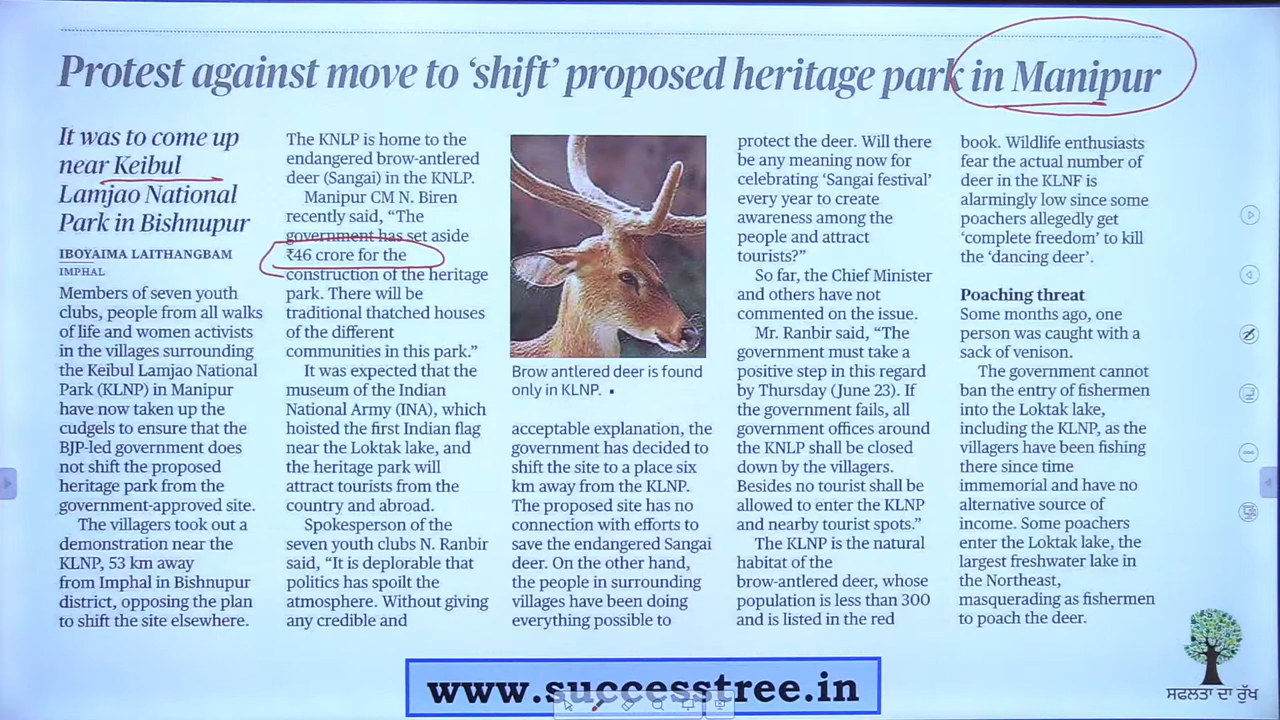 Protest against move to ‘shift’ proposed heritage park in Manipur
It was to come up
near Keibul
Lamjao National
Park in Bishnupur
IBOYAIMA LAITHANGBAM
IMPHAL
Members of seven youth
clubs, people from all walks
of life and women activists
in the villages surrounding
the Keibul Lamjao National
Park (KLNP) in Manipur
have now taken up the
cudgels to ensure that the
BJP-led government does
not shift the proposed
heritage park from the
government-approved site.
The villagers took out a
demonstration near the
KLNP, 53 km away
from Imphal in Bishnupur
district, opposing the plan
to shift the site elsewhere.
The KNLP is home to the
endangered brow-antlered
deer (Sangai) in the KNLP.
Manipur CM N. Biren
recently said, “The
government has set aside
₹46 crore for the
construction of the heritage
park. There will be
traditional thatched houses
of the different
communities in this park.”
It was expected that the
museum of the Indian
National Army (INA), which
hoisted the first Indian flag
near the Loktak lake, and
the heritage park will
attract tourists from the
country and abroad.
Spokesperson of the
seven youth clubs N. Ranbir
said, “It is deplorable that
politics has spoilt the
atmosphere. Without giving
any credible and
Brow antlered deer is found
only in KLNP. •
acceptable explanation, the
government has decided to
shift the site to a place six
km away from the KLNP.
The proposed site has no
connection with efforts to
save the endangered Sangai
deer. On the other hand,
the people in surrounding
villages have been doing
everything possible to
protect the deer. Will there
be any meaning now for
celebrating ‘Sangai festival’
every year to create
awareness among the
people and attract
tourists?”
So far, the Chief Minister
and others have not
commented on the issue.
Mr. Ranbir said, “The
government must take a
positive step in this regard
by Thursday (June 23). If
the government fails, all
government offices around
the KNLP shall be closed
down by the villagers.
Besides no tourist shall be
allowed to enter the KLNP
and nearby tourist spots.”
The KLNP is the natural
habitat of the
brow-antlered deer, whose
population is less than 300
and is listed in the red
book. Wildlife enthusiasts
fear the actual number of
deer in the KLNF is
alarmingly low since some
poachers allegedly get
‘complete freedom’ to kill
the ‘dancing deer’.
Poaching threat
Some months ago, one
person was caught with a
sack of venison.
The government cannot
ban the entry of fishermen
into the Loktak lake,
including the KLNP, as the
villagers have been fishing
there since time
immemorial and have no
alternative source of
income. Some poachers
enter the Loktak lake, the
largest freshwater lake in
the Northeast,
masquerading as fishermen
to poach the deer.
www.successtree.in
ਸਫਲਤਾ ਦਾ ਰੁੱਖ